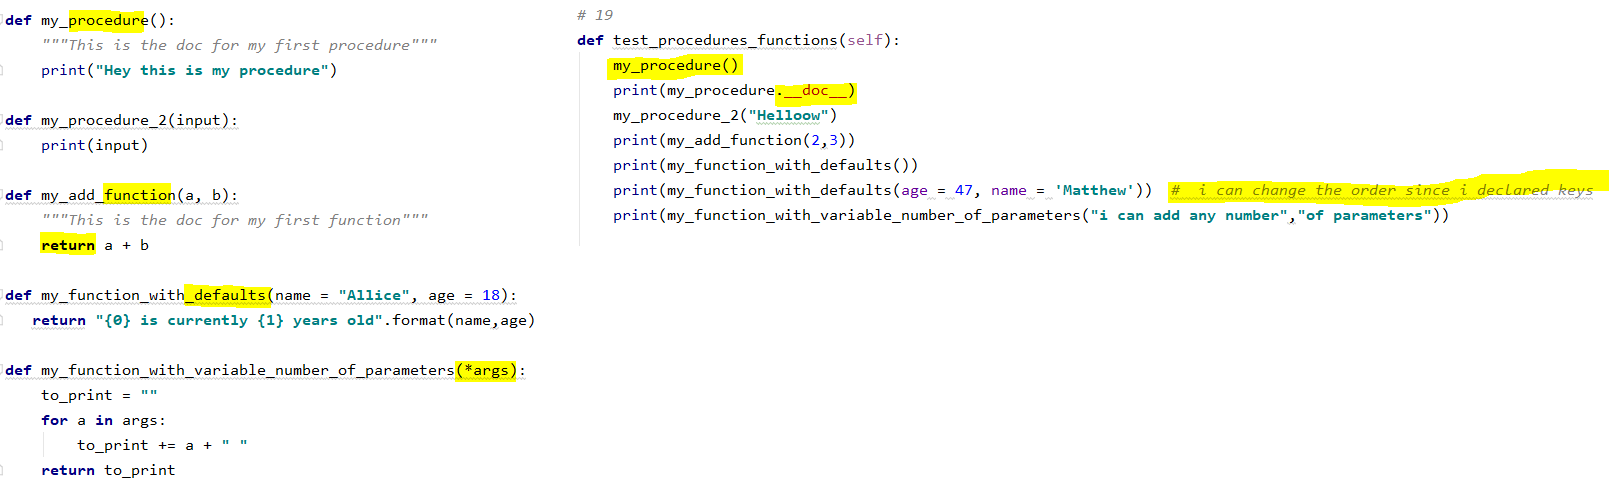 def my_procedure():
"""This is the doc for my first procedure"""
print("Hey this is my procedure")
def my_procedure_2(input):
print(input)
def my_add_function(a, b):
"""This is the doc for my first function"""
return a + b
def my_function_with_defaults(name = "Allice", age = 18):
return "{0} is currently {1} years old".format(name,age)
def my_function_with_variable_number_of_parameters(*args):
to_print = ""
for a in args:
to_print += a + " "
return to_print
# 19
def test_procedures_functions(self):
my_procedure()
print(my_procedure.__doc__)
my_procedure_2("Helloow")
print(my_add_function(2,3))
print(my_function_with_defaults())
print(my_function_with_defaults(age = 47, name = 'Matthew')) # i can change the order since i declared keys
print(my_function_with_variable_number_of_parameters("i can add any number","of parameters"))